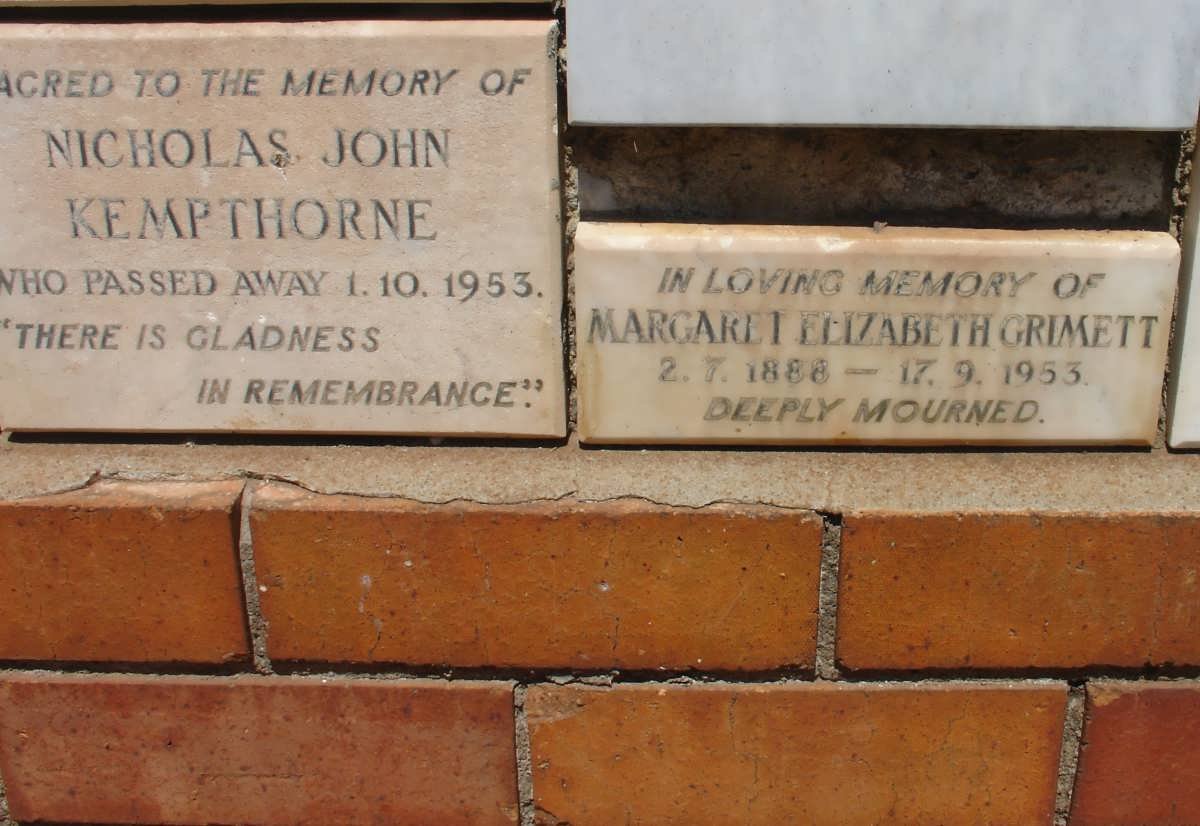 ACRED TO THE MEMORY OF
NICHOLAS JOHN
KEMPTHORNE
WHO PASSED AWAY 1.10.1953.
"THERE IS GLADNESS
IN REMEMBRANCE".
IN LOVING MEMORY OF
MARGARET ELIZABETH GRIMETT
2.7.1888 — 17.9.1953.
DEEPLY MOURNED.